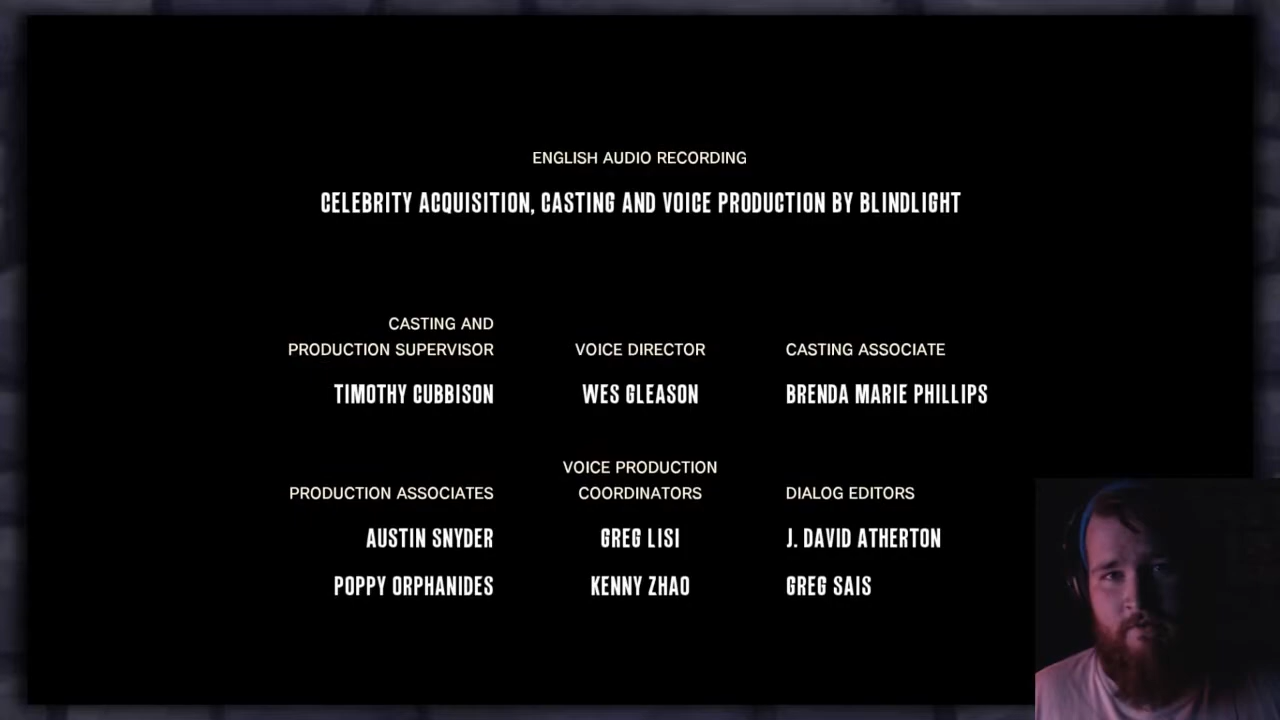 ENGLISH AUDIO RECORDING
CELEBRITY ACQUISITION, CASTING AND VOICE PRODUCTION BY BLINDLIGHT
CASTING AND
PRODUCTION SUPERVISOR
TIMOTHY CUBBISON
VOICE DIRECTOR
WES GLEASON
CASTING ASSOCIATE
BRENDA MARIE PHILLIPS
PRODUCTION ASSOCIATES
AUSTIN SNYDER
POPPY ORPHANIDES
VOICE PRODUCTION
COORDINATORS
GREG LISI
KENNY ZHAO
DIALOG EDITORS
J. DAVID ATHERTON
GREG SAIS